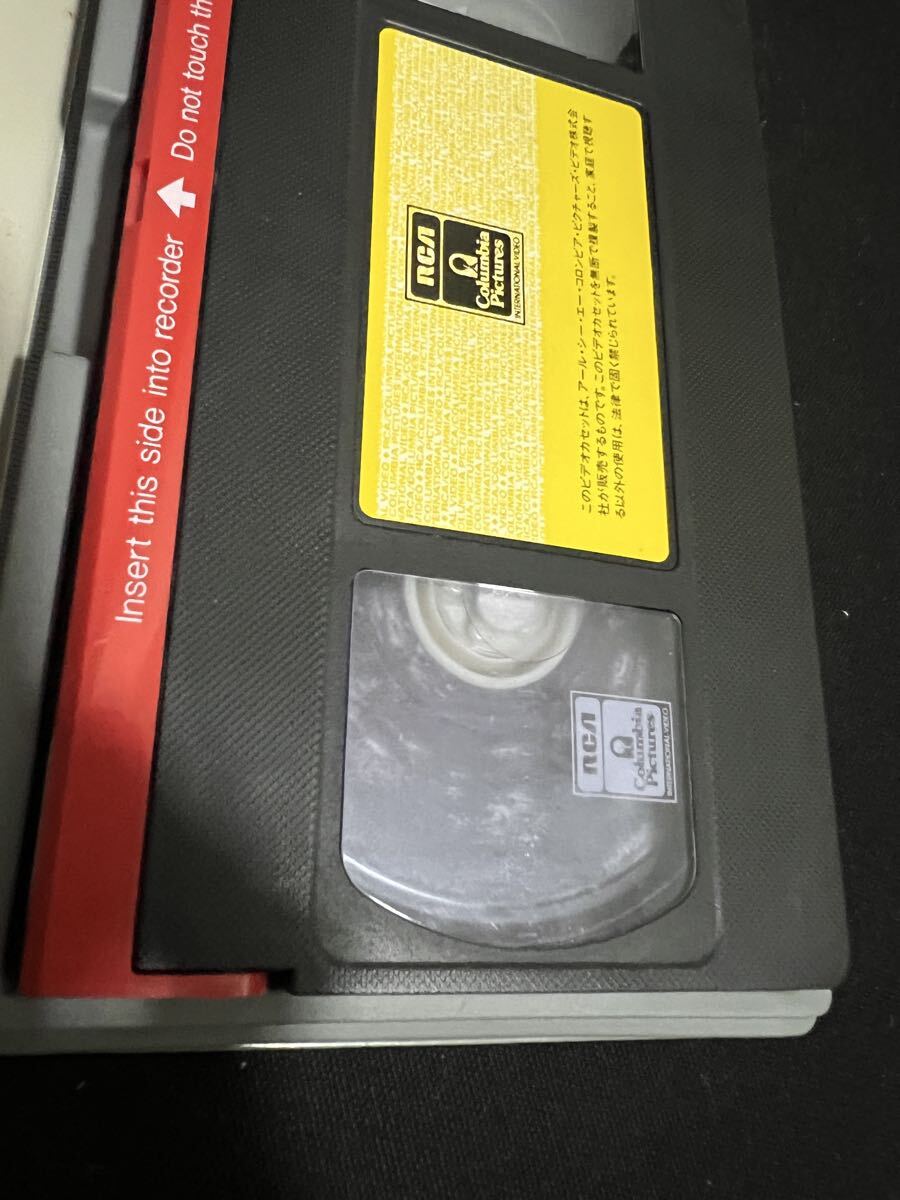 Insert this side into recorder ↑ Do not touch
RCA
Columbia
Pictures
INTERNATIONAL VIDEO
このビデオカセットは、アール・シー・エー・コロンビア・ピクチャーズ・ビデオ株式会
社が販売するものです。このビデオカセットを無断で複製すること、家庭で視聴す
る以外の使用は、法律で固く禁じられています。
RCA
Columbia
Pictures
INTERNATIONAL VIDEO